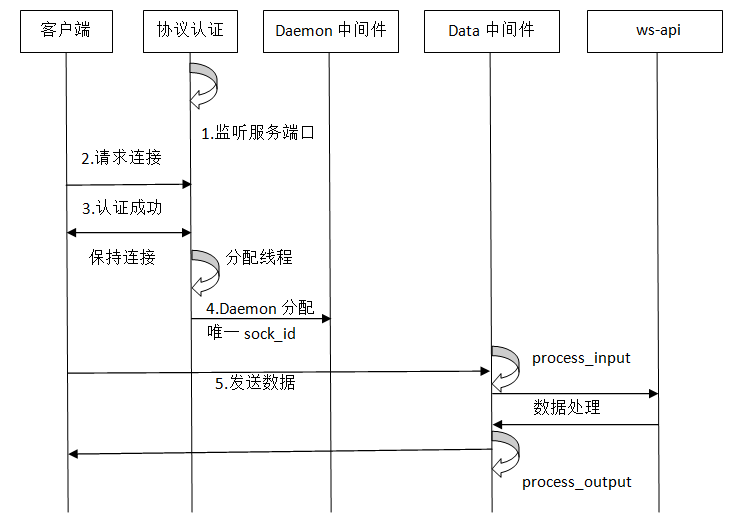 客户端
协议认证
Daemon 中间件
Data 中间件
ws-api
1.监听服务端口
2.请求连接
3.认证成功
保持连接
分配线程
4.Daemon 分配
唯一 sock_id
process_input
5.发送数据
数据处理
process_output